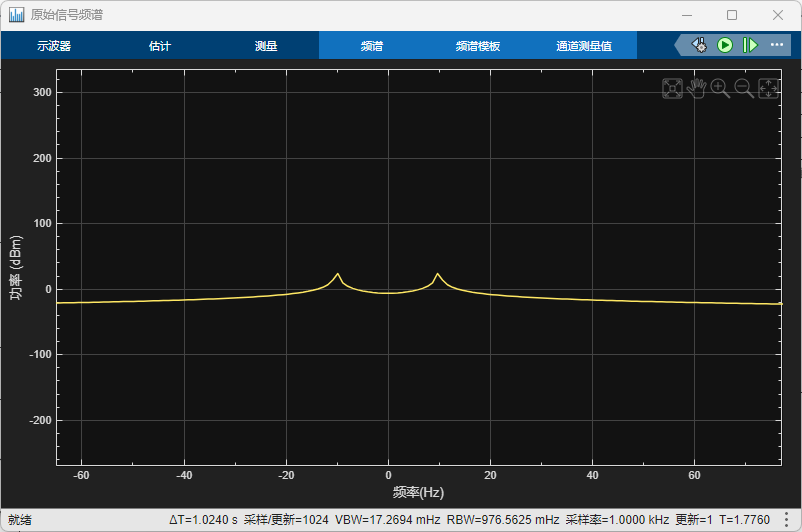 原始信号频谱
示波器 估计 测量 频谱 频谱模板 通道测量值
300
200
100
0
-100
-200
功率 (dBm)
-60 -40 -20 0 20 40 60
频率(Hz)
就绪 ΔT=1.0240 s 采样/更新=1024 VBW=17.2694 mHz RBW=976.5625 mHz 采样率=1.0000 kHz 更新=1 T=1.7760